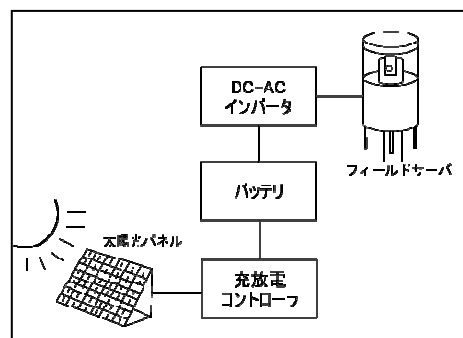 DC-AC
インバータ
フィールドサーバ
バッテリ
太陽光パネル
充放電
コントローラ